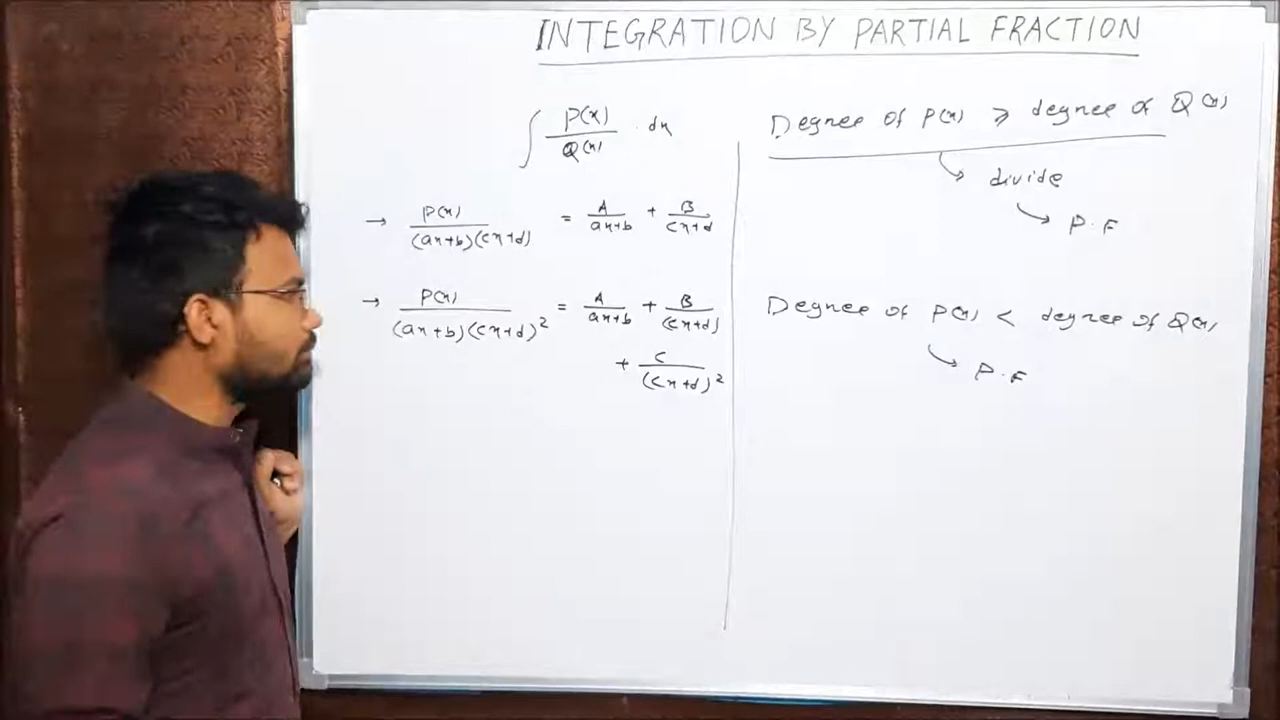 INTEGRATION BY PARTIAL FRACTION
∫ P(x)/Q(x) · dx
→ P(x)/((ax+b)(cx+d)) = A/(ax+b) + B/(cx+d)
→ P(x)/((ax+b)(cx+d)²) = A/(ax+b) + B/(cx+d)
+ C/(cx+d)²
Degree of P(x) ≥ degree of Q(x)
↘ divide
↘ P.F
Degree of P(x) < degree of Q(x)
↘ P.F